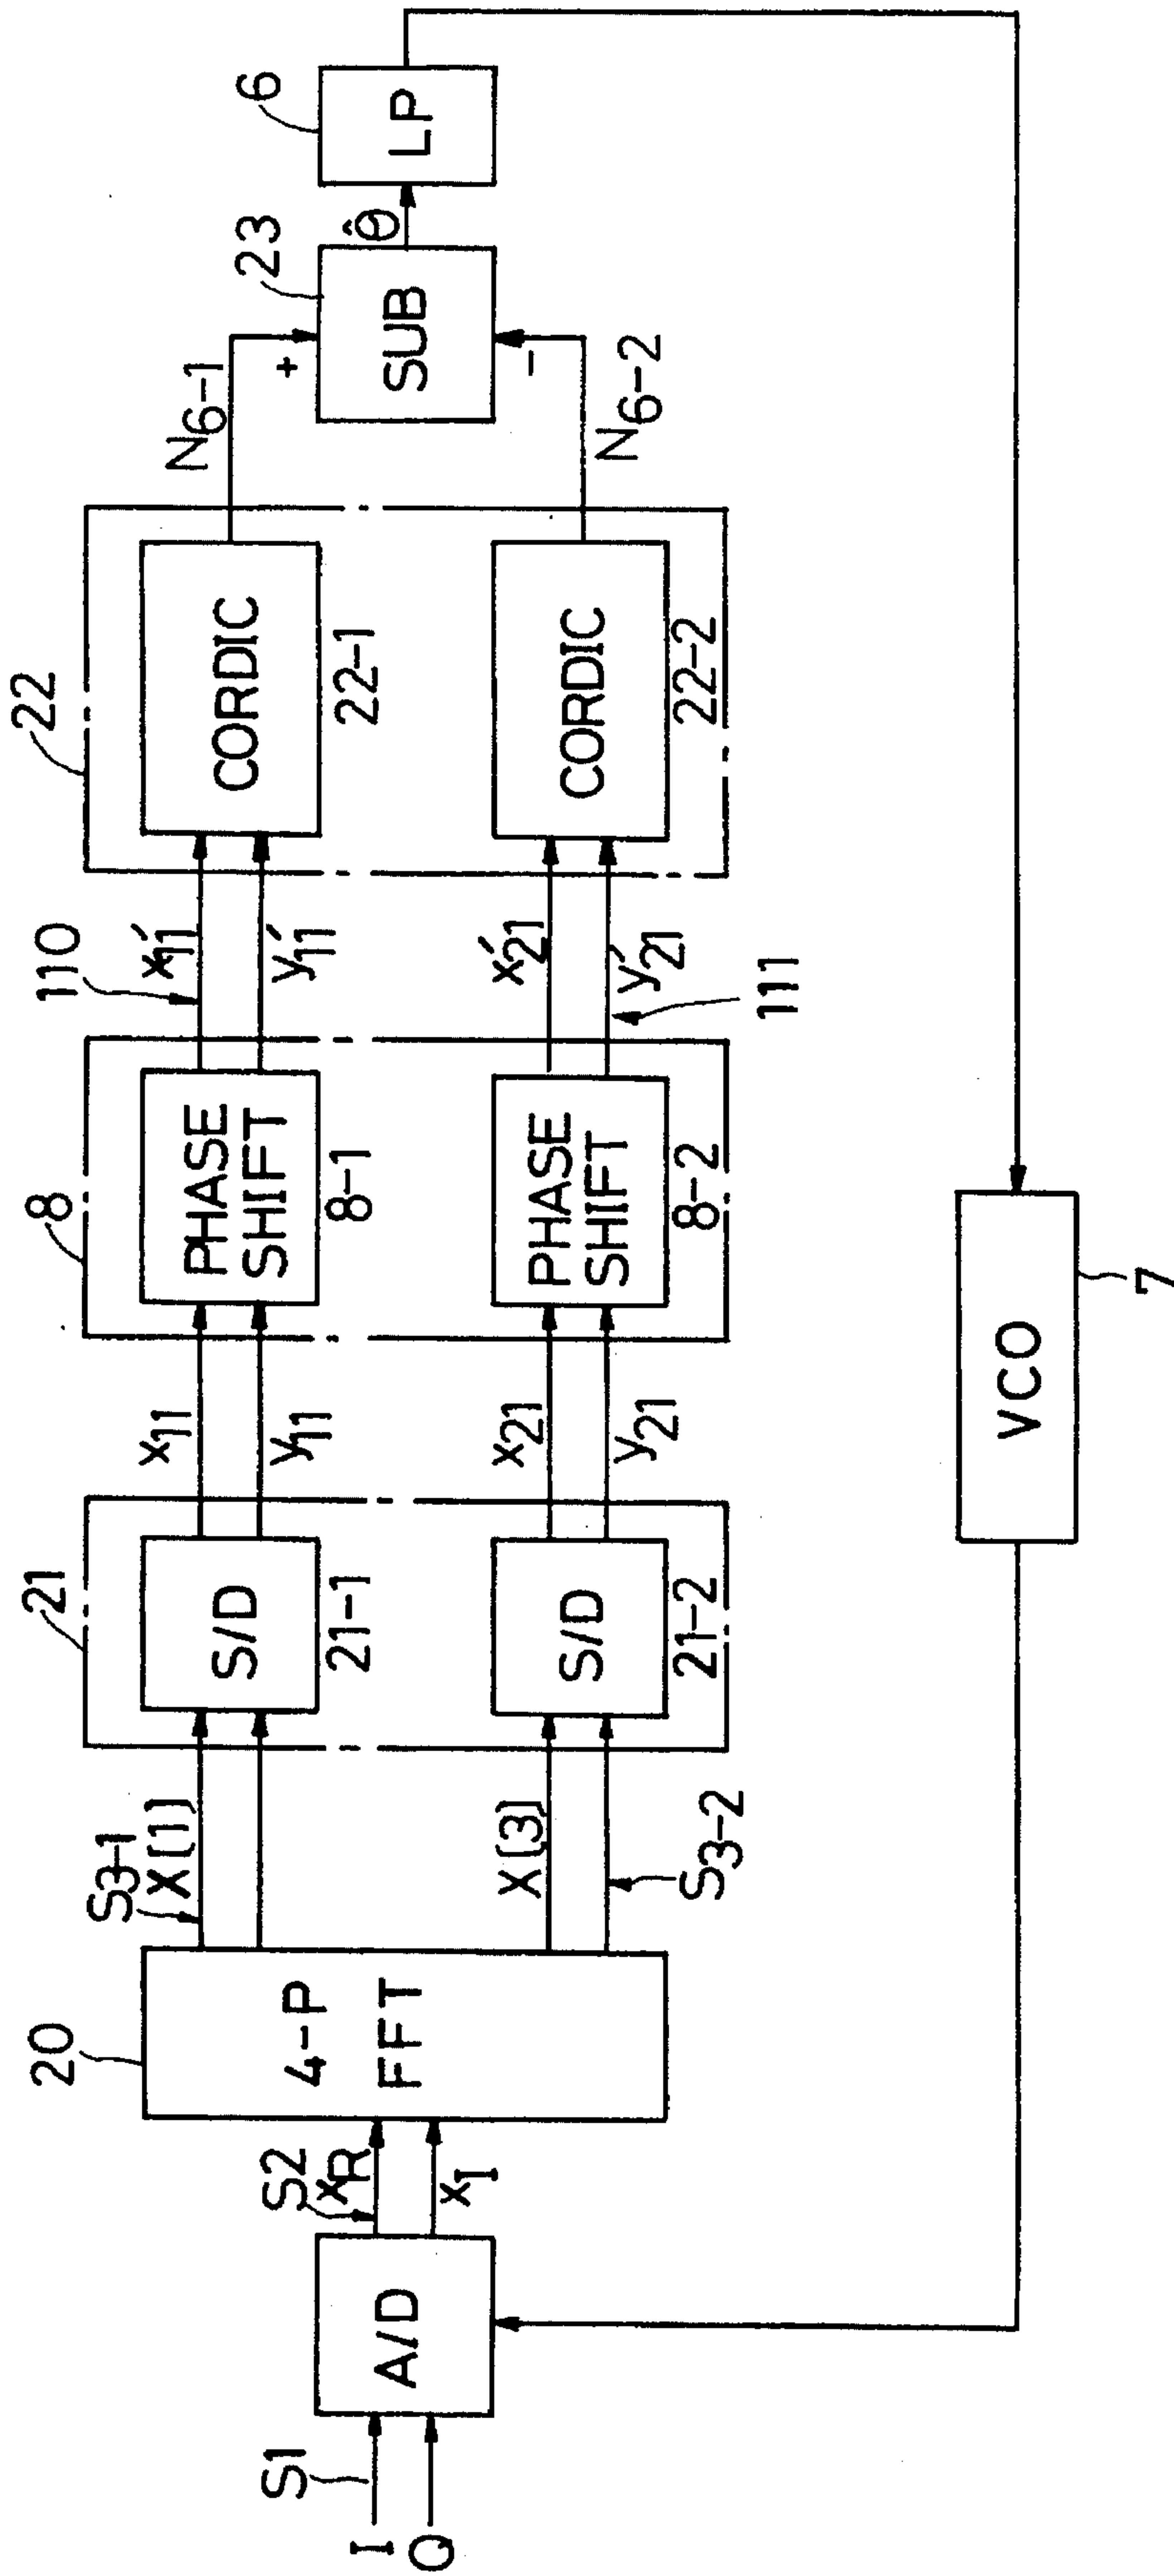 I
Q
S1
A/D
S2
xR
xI
20
4-P
FFT
S3-1
X[1]
X[3]
S3-2
21
S/D
21-1
S/D
21-2
x11
y11
x21
y21
8
PHASE
SHIFT
8-1
PHASE
SHIFT
8-2
110
x'11
y'11
x'21
y'21
111
22
CORDIC
22-1
CORDIC
22-2
N6-1
N6-2
+
−
23
SUB
θ̂
6
LP
VCO
7